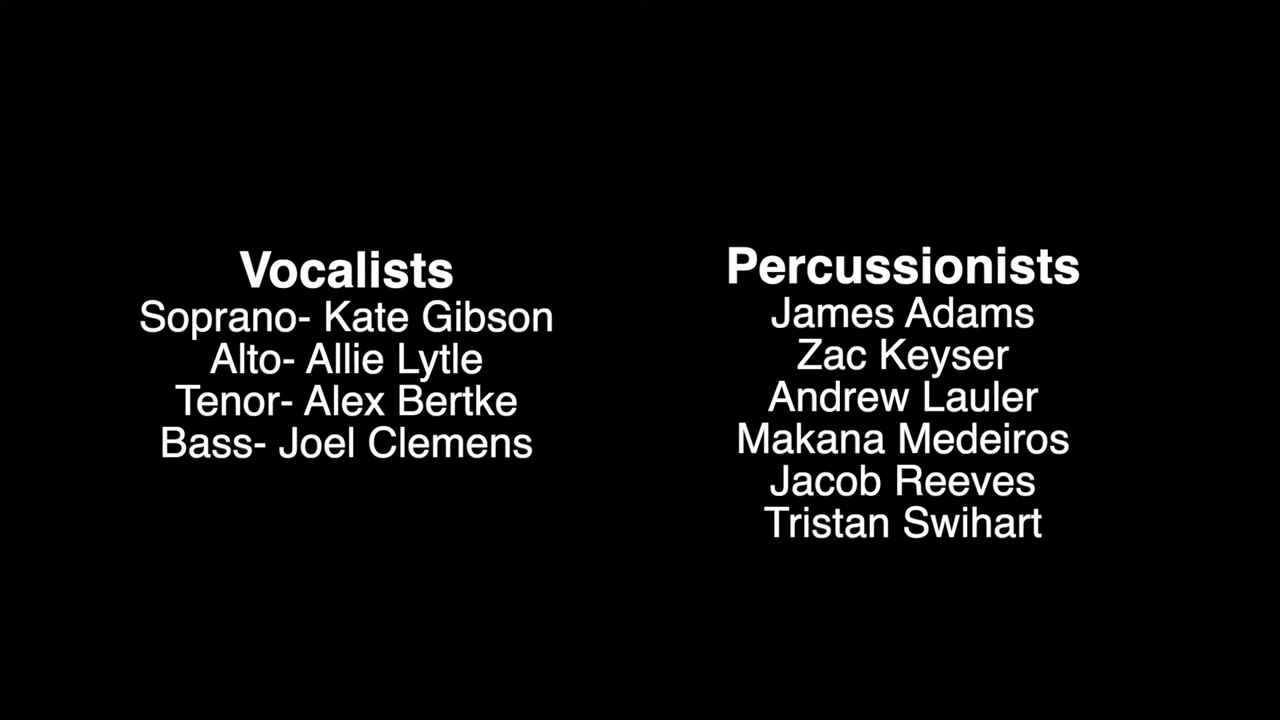 Vocalists
Soprano- Kate Gibson
Alto- Allie Lytle
Tenor- Alex Bertke
Bass- Joel Clemens
Percussionists
James Adams
Zac Keyser
Andrew Lauler
Makana Medeiros
Jacob Reeves
Tristan Swihart